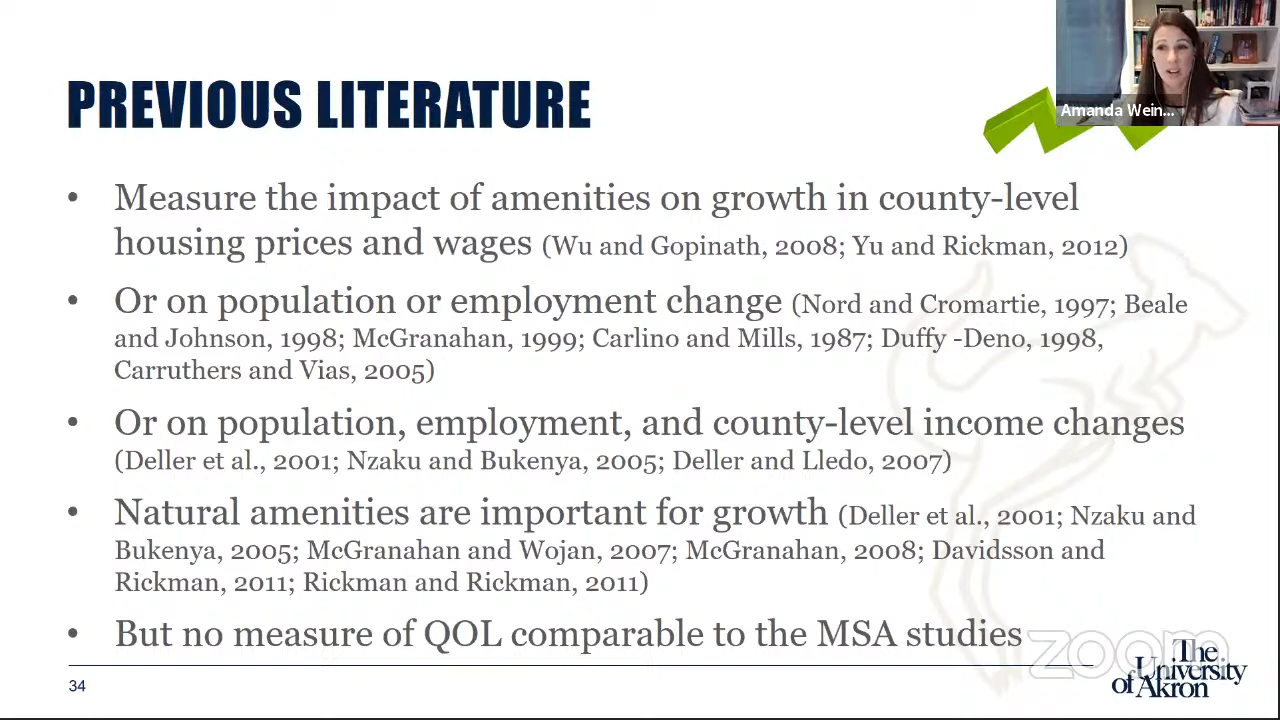 Amanda Wein...
PREVIOUS LITERATURE
• Measure the impact of amenities on growth in county-level
housing prices and wages (Wu and Gopinath, 2008; Yu and Rickman, 2012)
• Or on population or employment change (Nord and Cromartie, 1997; Beale
and Johnson, 1998; McGranahan, 1999; Carlino and Mills, 1987; Duffy -Deno, 1998,
Carruthers and Vias, 2005)
• Or on population, employment, and county-level income changes
(Deller et al., 2001; Nzaku and Bukenya, 2005; Deller and Lledo, 2007)
• Natural amenities are important for growth (Deller et al., 2001; Nzaku and
Bukenya, 2005; McGranahan and Wojan, 2007; McGranahan, 2008; Davidsson and
Rickman, 2011; Rickman and Rickman, 2011)
• But no measure of QOL comparable to the MSA studies
zoom
The
University
of Akron
34